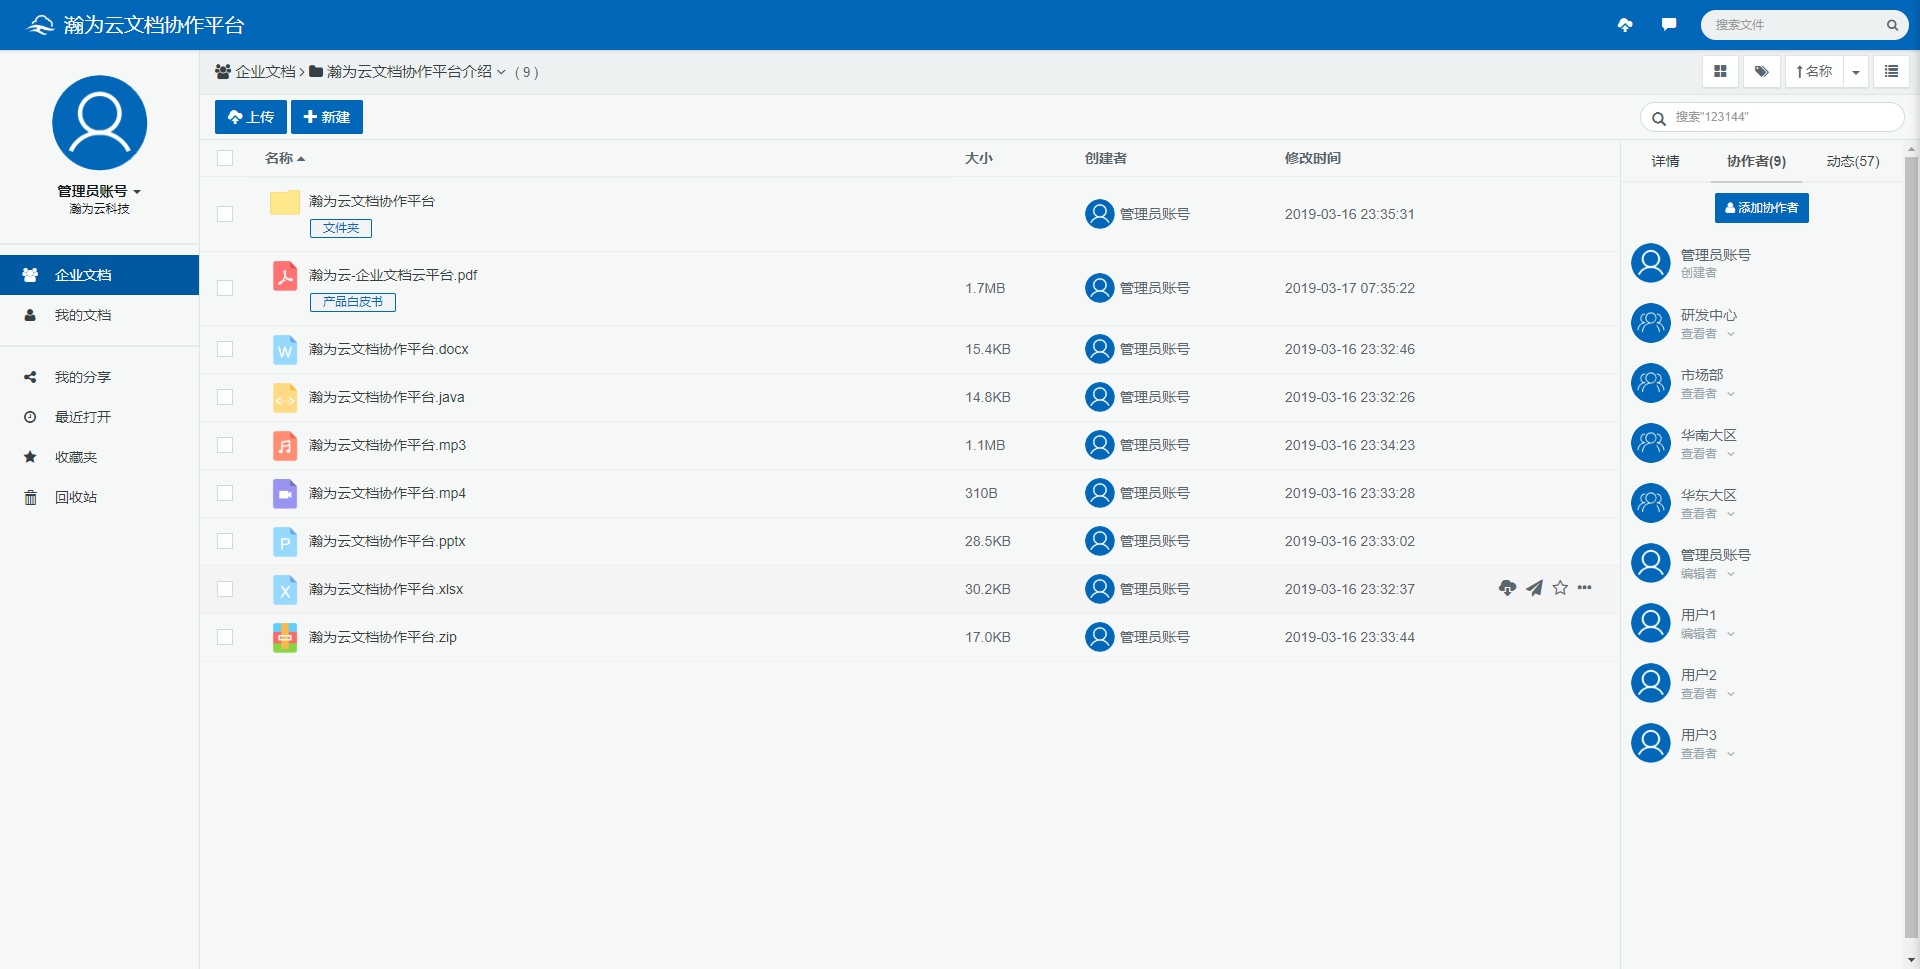 瀚为云文档协作平台
搜索文件
管理员账号
瀚为云科技
企业文档
我的文档
我的分享
最近打开
收藏夹
回收站
企业文档 瀚为云文档协作平台介绍 ( 9 )
名称
上传 新建
搜索"123144"
名称 大小 创建者 修改时间
瀚为云文档协作平台
文件夹
管理员账号 2019-03-16 23:35:31
瀚为云-企业文档云平台.pdf
产品白皮书
1.7MB 管理员账号 2019-03-17 07:35:22
瀚为云文档协作平台.docx 15.4KB 管理员账号 2019-03-16 23:32:46
瀚为云文档协作平台.java 14.8KB 管理员账号 2019-03-16 23:32:26
瀚为云文档协作平台.mp3 1.1MB 管理员账号 2019-03-16 23:34:23
瀚为云文档协作平台.mp4 310B 管理员账号 2019-03-16 23:33:28
瀚为云文档协作平台.pptx 28.5KB 管理员账号 2019-03-16 23:33:02
瀚为云文档协作平台.xlsx 30.2KB 管理员账号 2019-03-16 23:32:37
瀚为云文档协作平台.zip 17.0KB 管理员账号 2019-03-16 23:33:44
详情 协作者(9) 动态(57)
添加协作者
管理员账号
创建者
研发中心
查看者
市场部
查看者
华南大区
查看者
华东大区
查看者
管理员账号
编辑者
用户1
编辑者
用户2
查看者
用户3
查看者